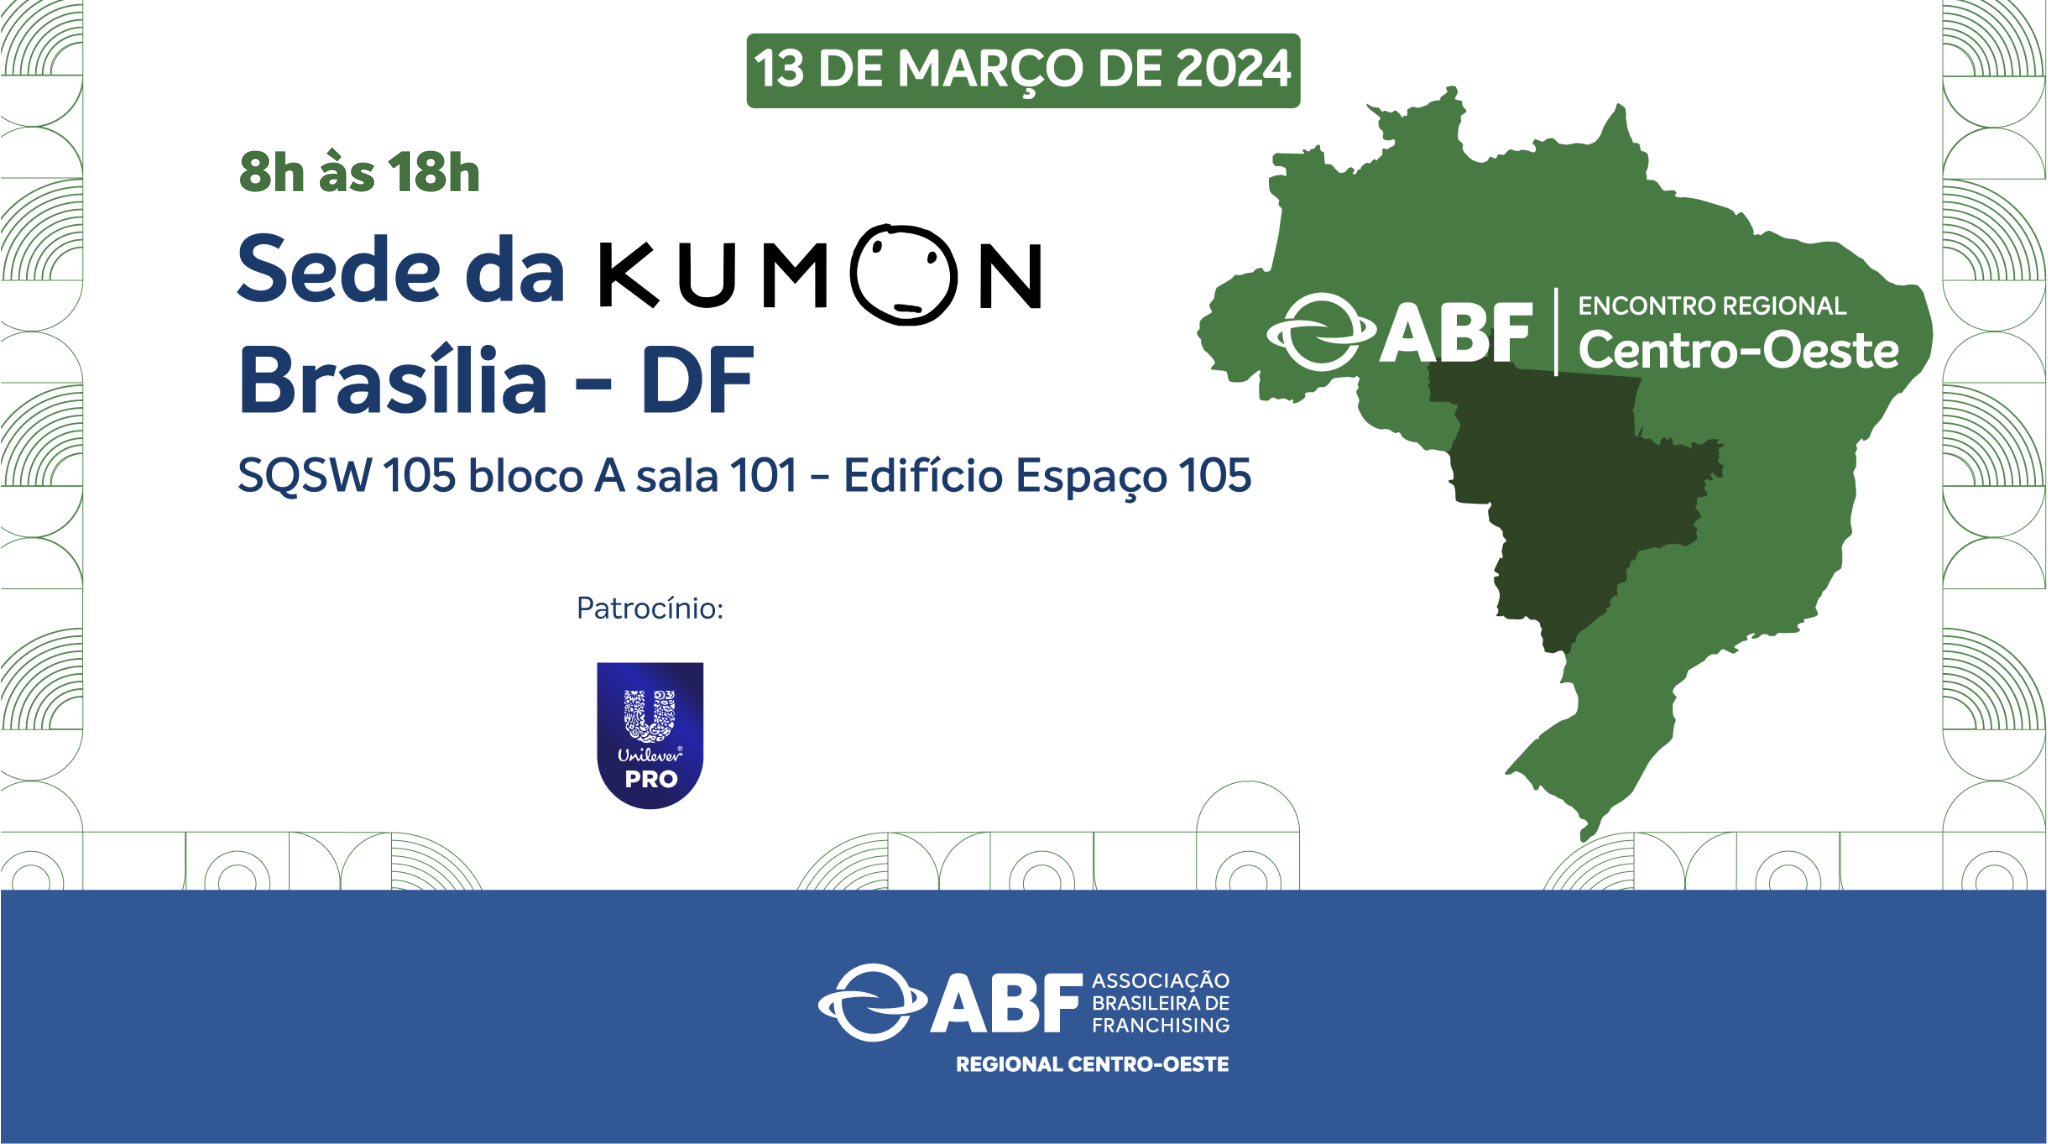 13 DE MARÇO DE 2024
8h às 18h
Sede da KUMON
Brasília - DF
SQSW 105 bloco A sala 101 - Edifício Espaço 105
ABF
ENCONTRO REGIONAL
Centro-Oeste
Patrocínio:
U
Unilever®
PRO
ABF
ASSOCIAÇÃO
BRASILEIRA DE
FRANCHISING
REGIONAL CENTRO-OESTE